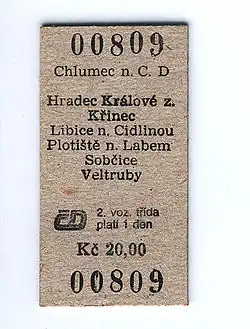 00809
Chlumec n. C. D
Hradec Králové z.
Křinec
Libice n. Cidlinou
Plotiště n. Labem
Sobčice
Veltruby
ČD 2. voz. třída
platí 1 den
Kč 20,00
00809